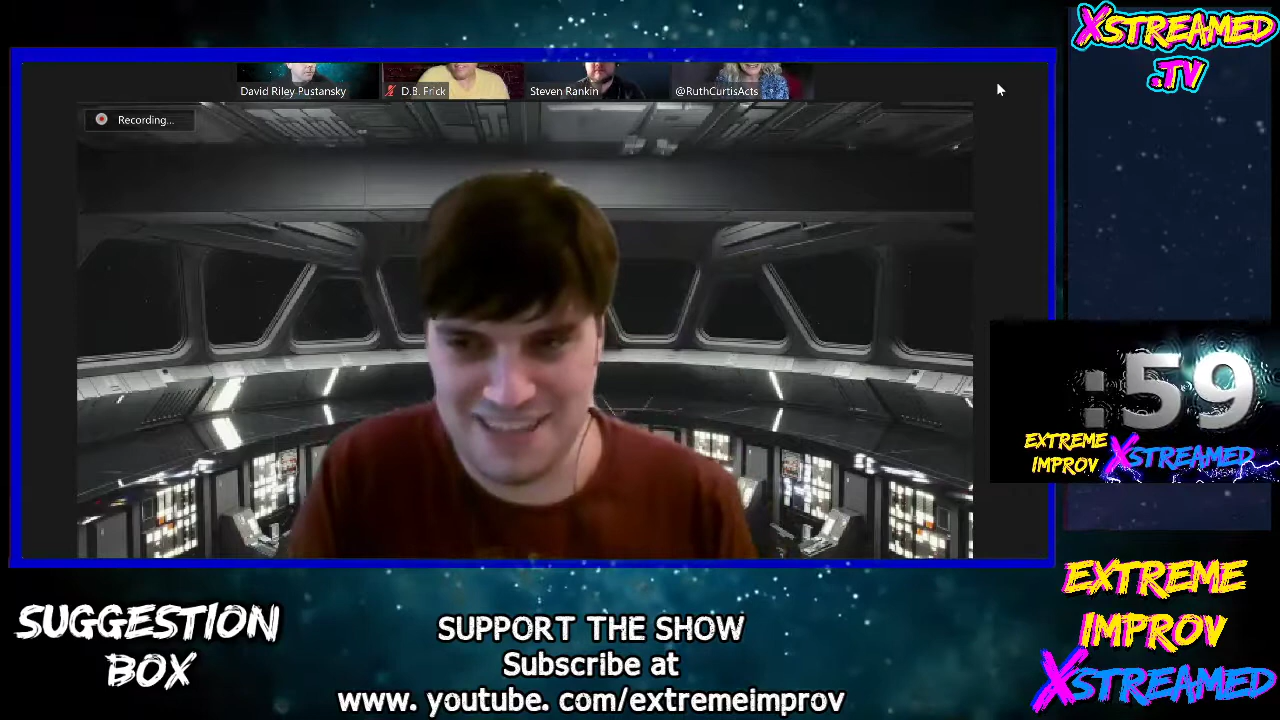 XSTREAMED
.TV
David Riley Pustansky
D.B. Frick
Steven Rankin
@RuthCurtisActs
Recording...
:59
EXTREME
IMPROV XSTREAMED
SUGGESTION
BOX
SUPPORT THE SHOW
Subscribe at
www. youtube. com/extremeimprov
EXTREME
IMPROV
XSTREAMED